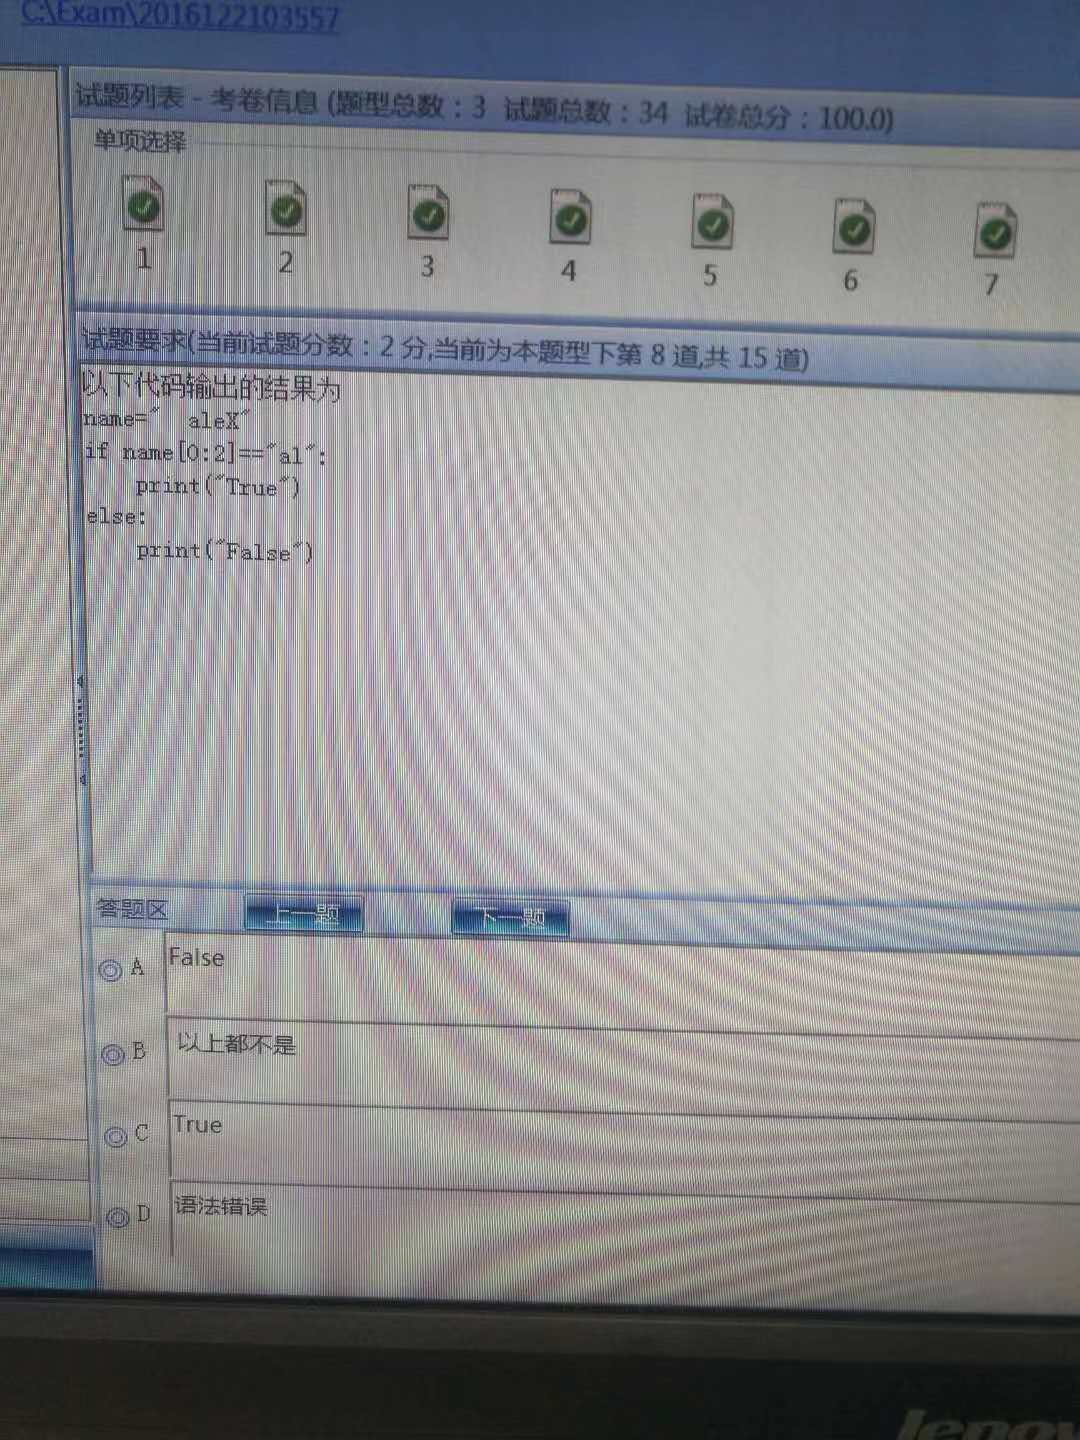 C:\Exam\2016122103557
试题列表 - 考卷信息 (题型总数：3 试题总数：34 试卷总分：100.0)
单项选择
1 2 3 4 5 6 7
试题要求(当前试题分数：2 分,当前为本题型下第 8 道,共 15 道)
以下代码输出的结果为
name="  aleX"
if name[0:2]=="al":
    print("True")
else:
    print("False")
答题区 上一题 下一题
A False
B 以上都不是
C True
D 语法错误